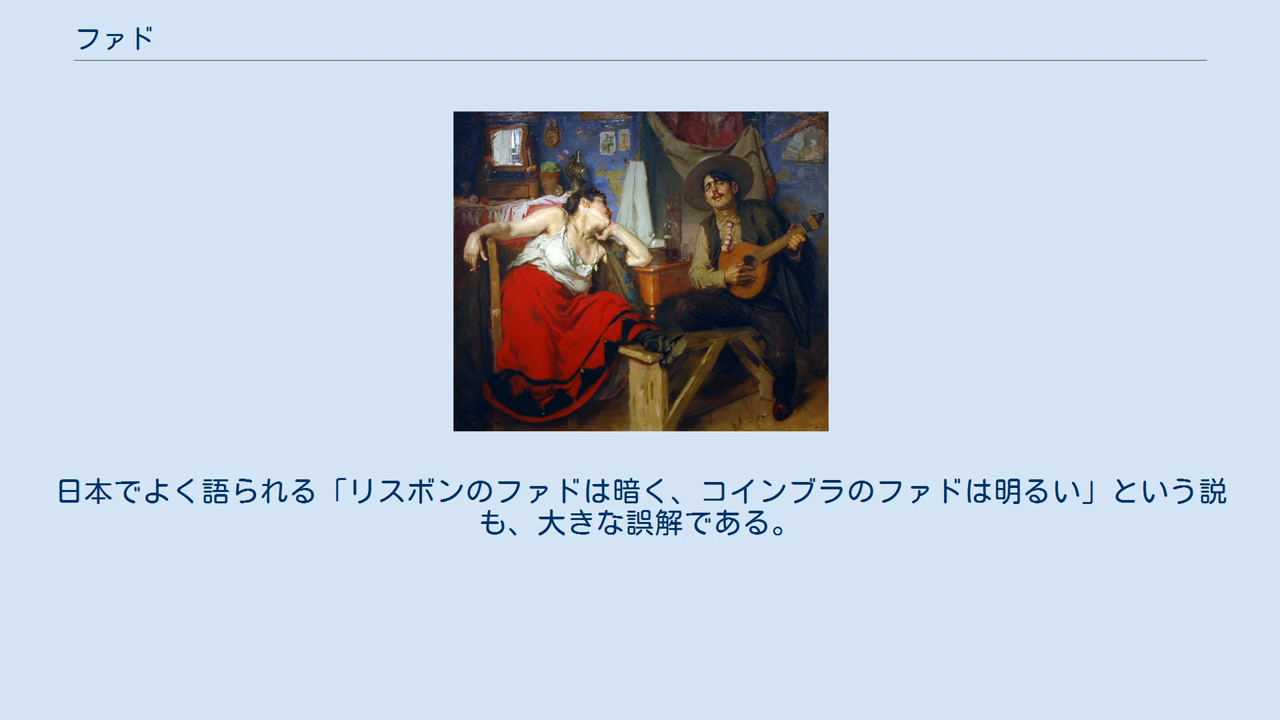 ファド
日本でよく語られる「リスボンのファドは暗く、コインブラのファドは明るい」という説
も、大きな誤解である。